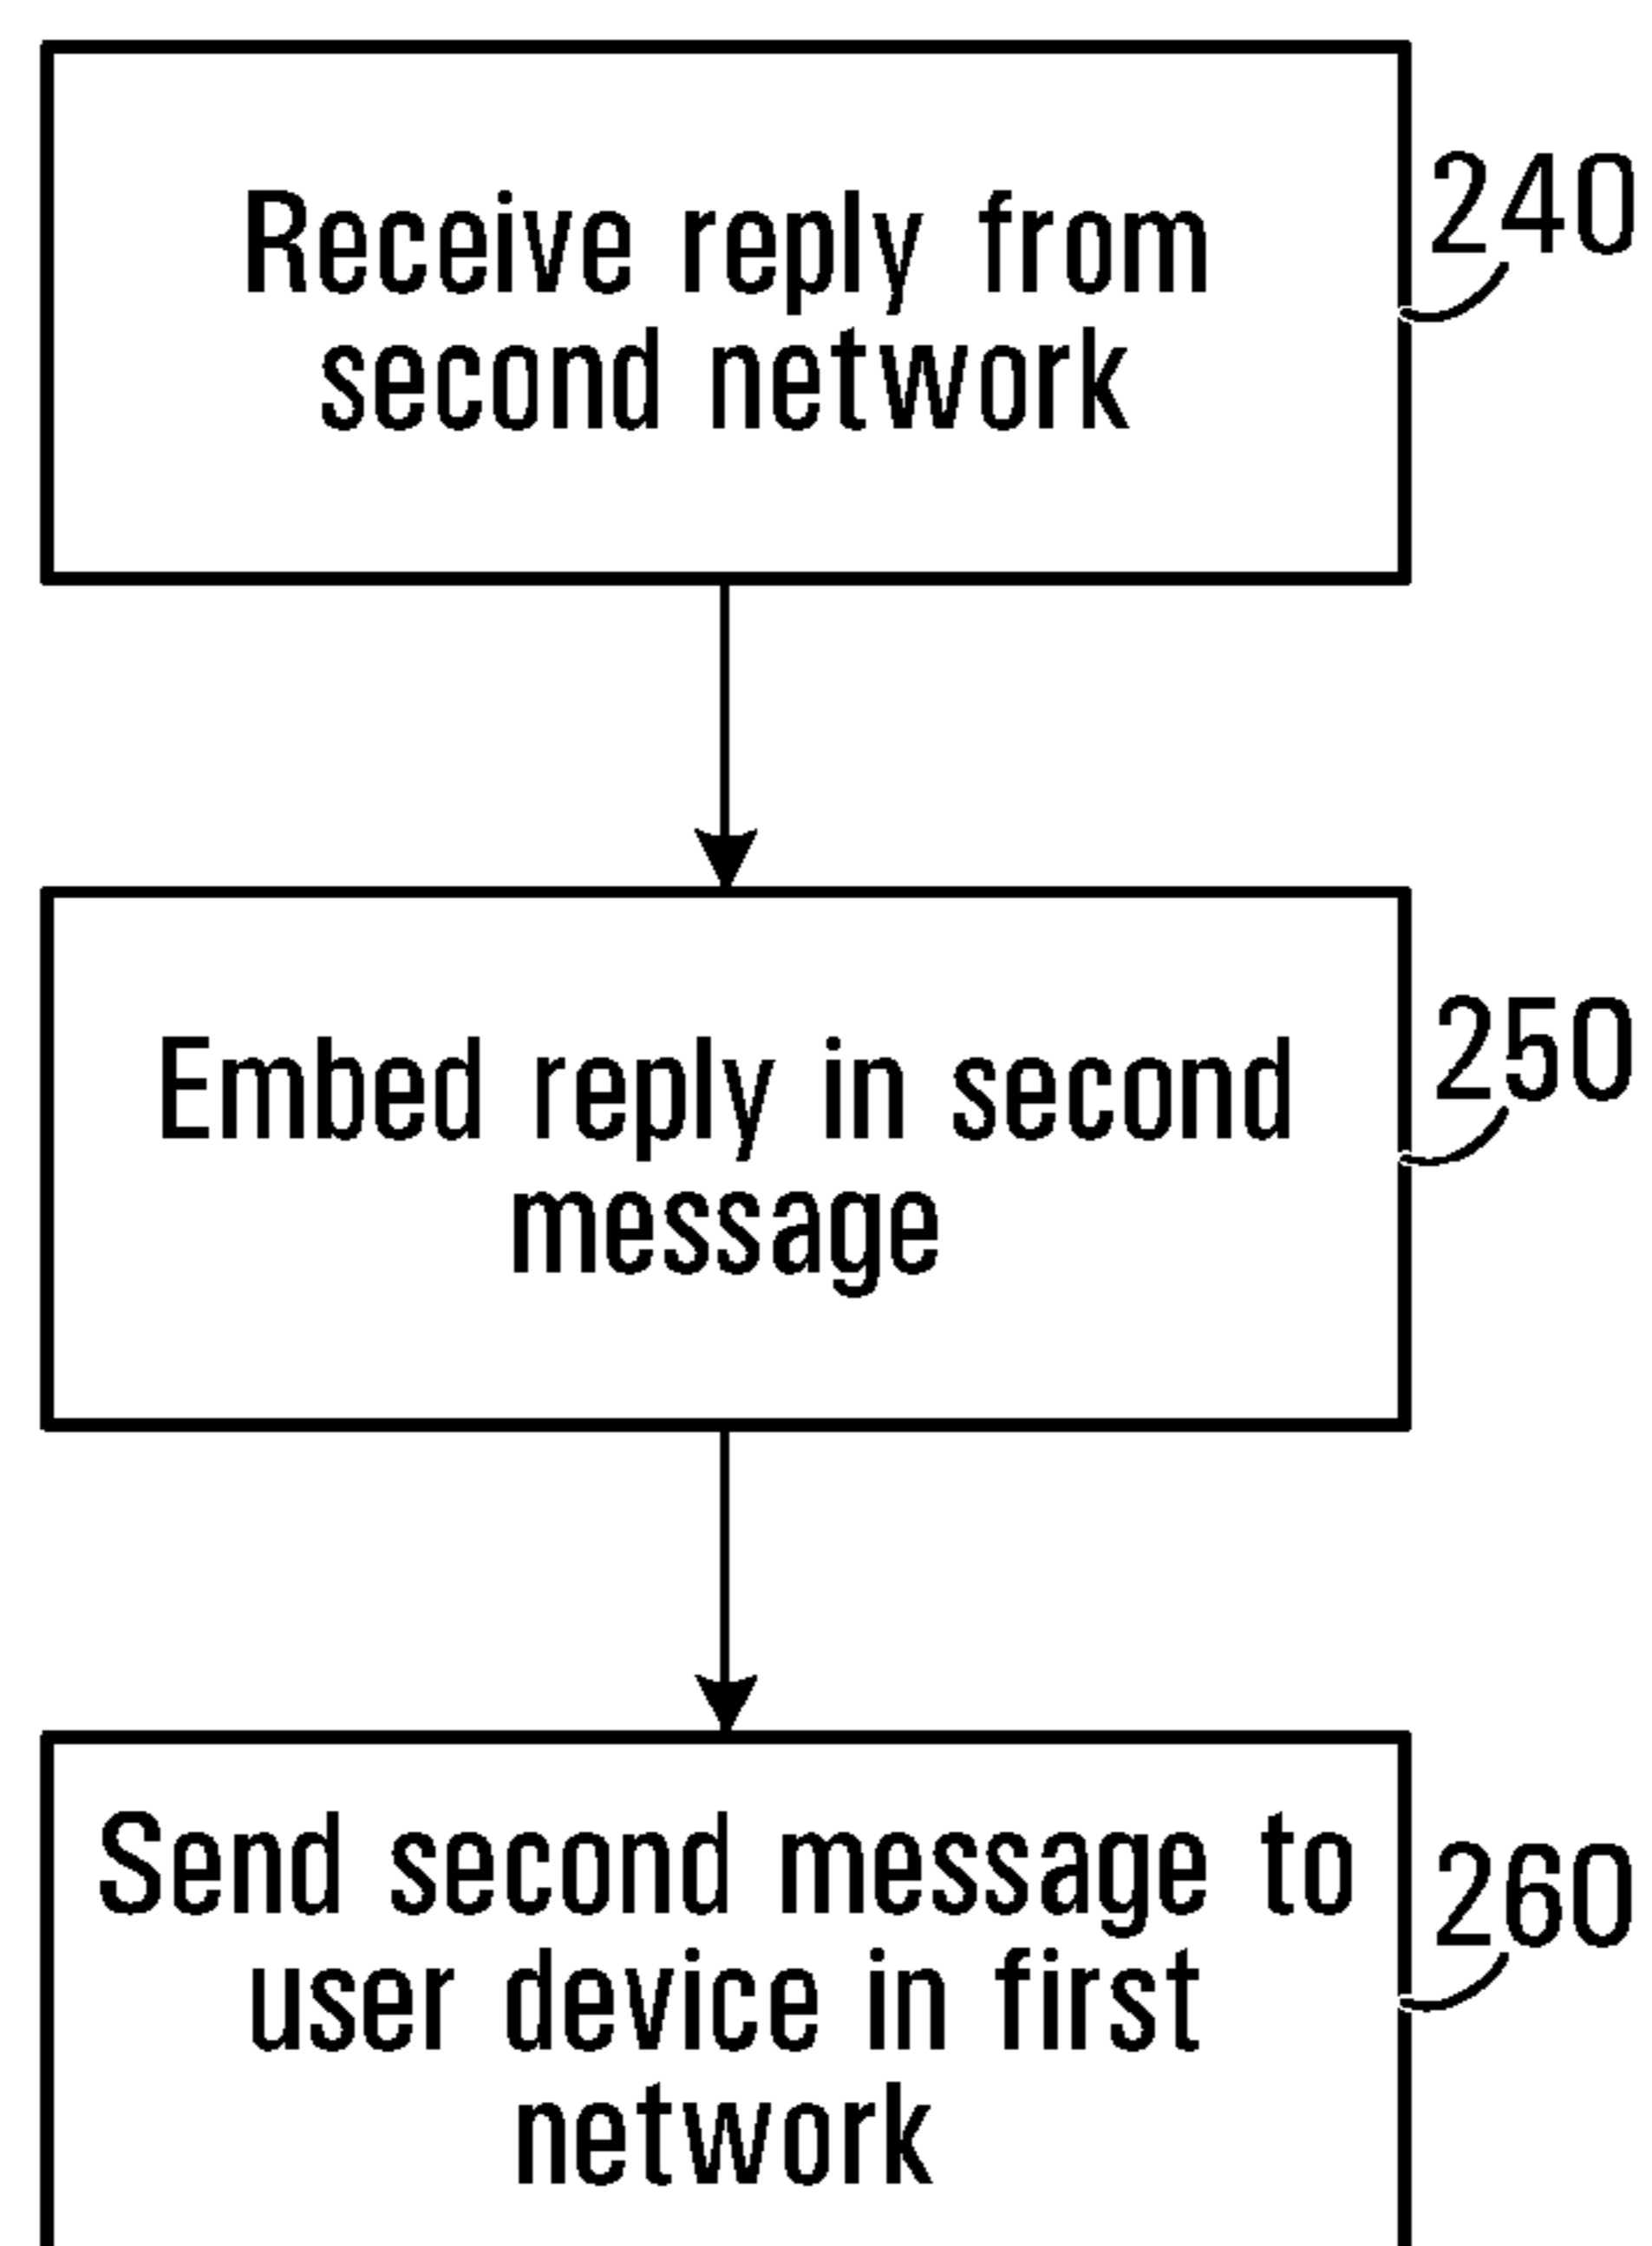 Receive reply from
second network
240
Embed reply in second
message
250
Send second message to
user device in first
network
260